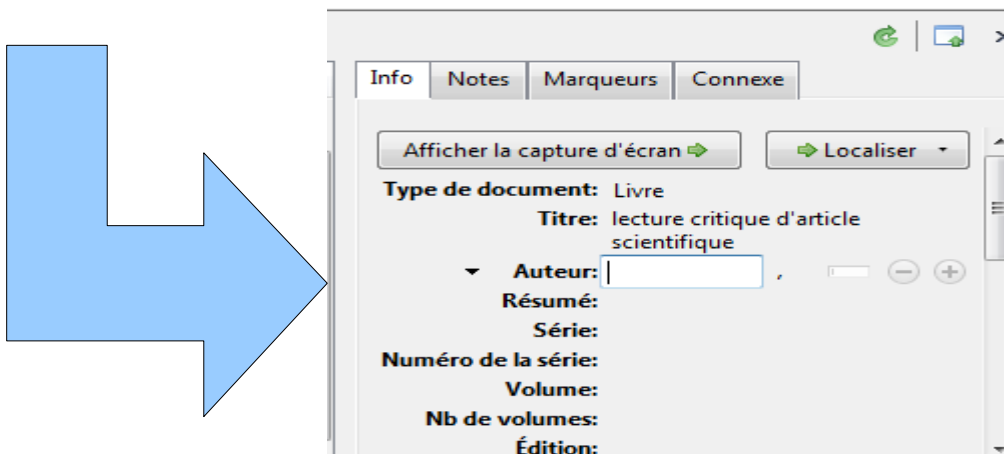 Info Notes Marqueurs Connexe
Afficher la capture d'écran Localiser
Type de document: Livre
Titre: lecture critique d'article
scientifique
Auteur: ,
Résumé:
Série:
Numéro de la série:
Volume:
Nb de volumes:
Édition: